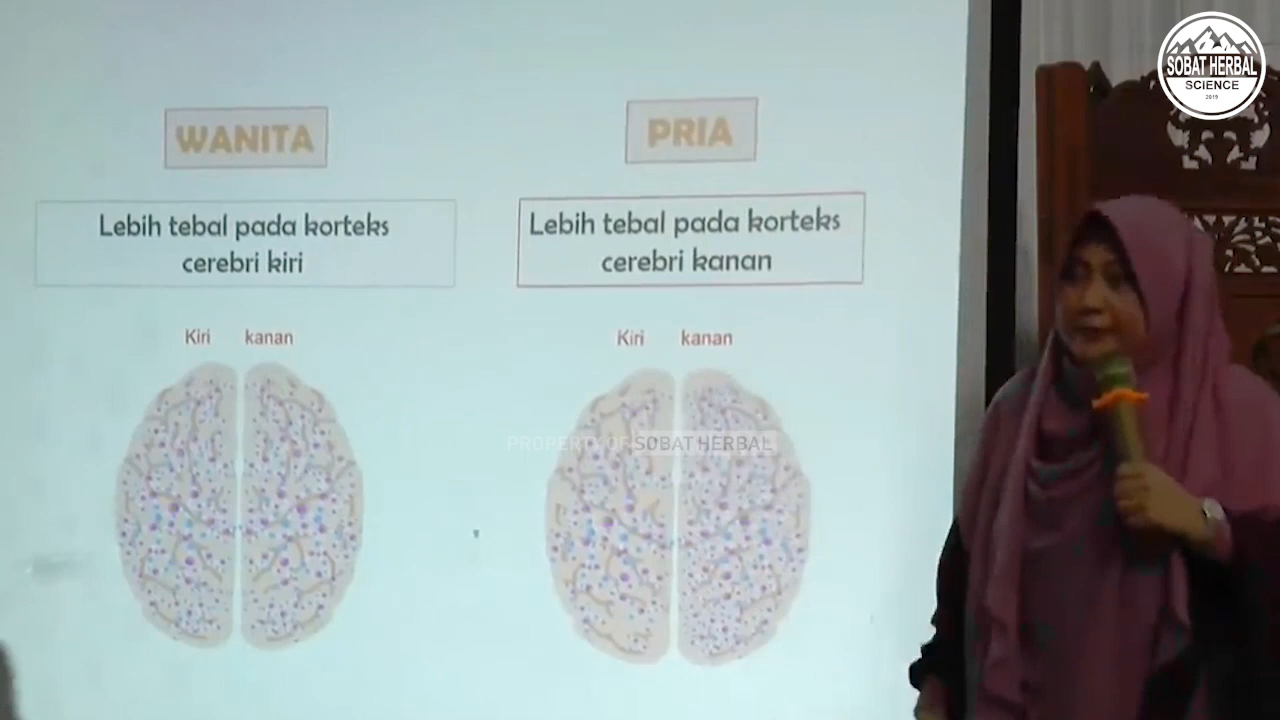 SOBAT HERBAL
SCIENCE
2019
WANITA
PRIA
Lebih tebal pada korteks
cerebri kiri
Lebih tebal pada korteks
cerebri kanan
Kiri kanan
Kiri kanan
PROPERTY OF SOBAT HERBAL